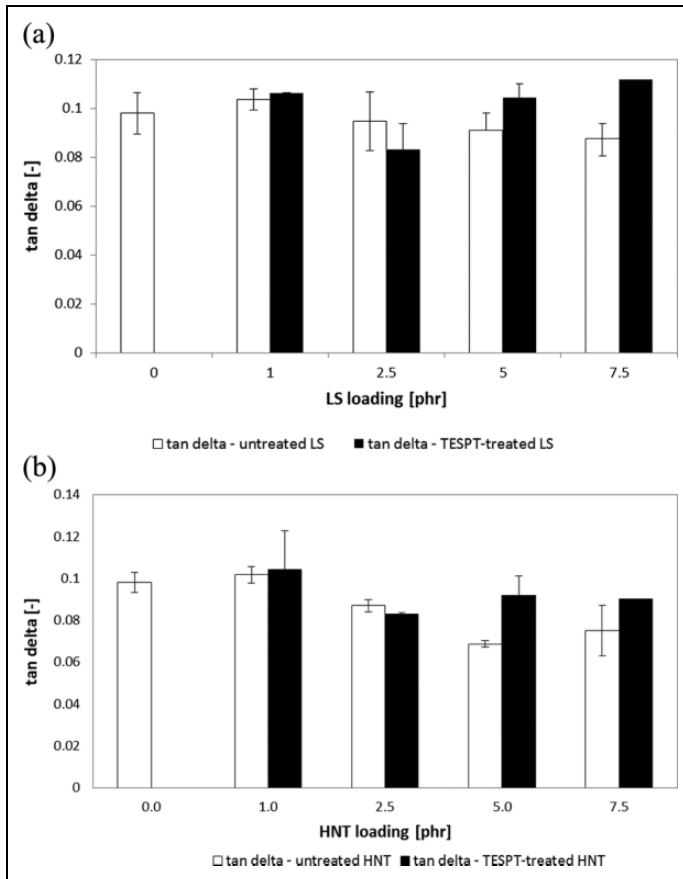 (a)
0.12
0.1
0.08
0.06
0.04
0.02
0
tan delta [-]
0 1 2.5 5 7.5
LS loading [phr]
tan delta - untreated LS tan delta - TESPT-treated LS
(b)
0.14
0.12
0.1
0.08
0.06
0.04
0.02
0
tan delta [-]
0.0 1.0 2.5 5.0 7.5
HNT loading [phr]
tan delta - untreated HNT tan delta - TESPT-treated HNT